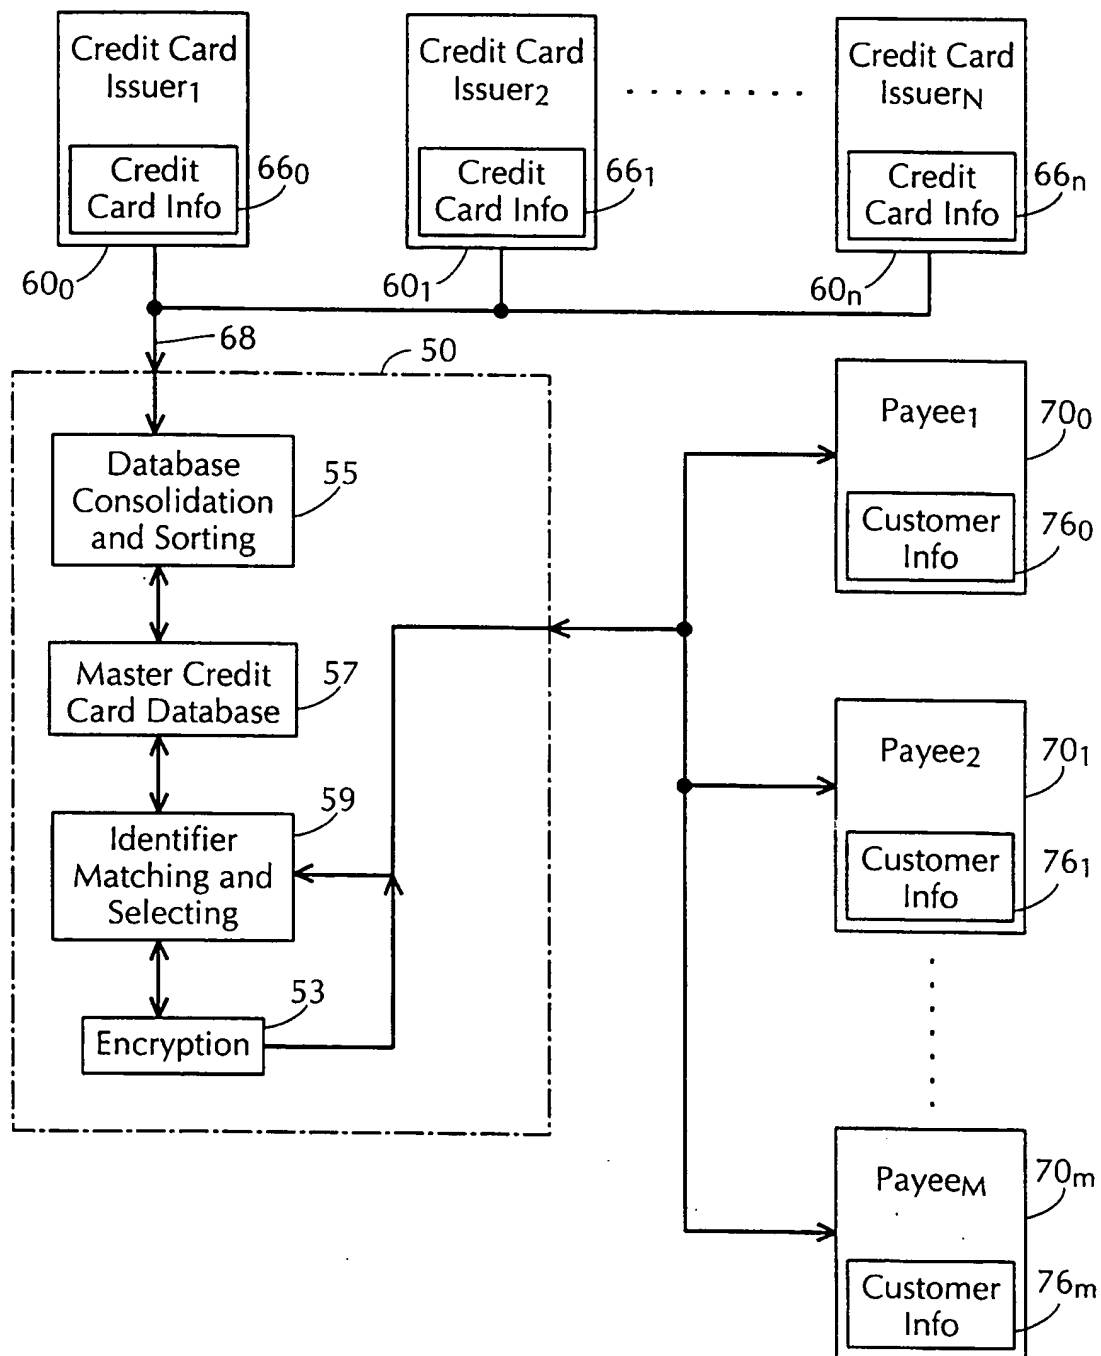 Credit Card
Issuer1
Credit Card
Info
660
600
Credit Card
Issuer2
Credit
Card Info
661
601
. . . . . . . . .
Credit Card
IssuerN
Credit
Card Info
66n
60n
68
50
Database
Consolidation
and Sorting
55
Master Credit
Card Database
57
Identifier
Matching and
Selecting
59
Encryption
53
Payee1
700
Customer
Info
760
Payee2
701
Customer
Info
761
PayeeM
70m
Customer
Info
76m